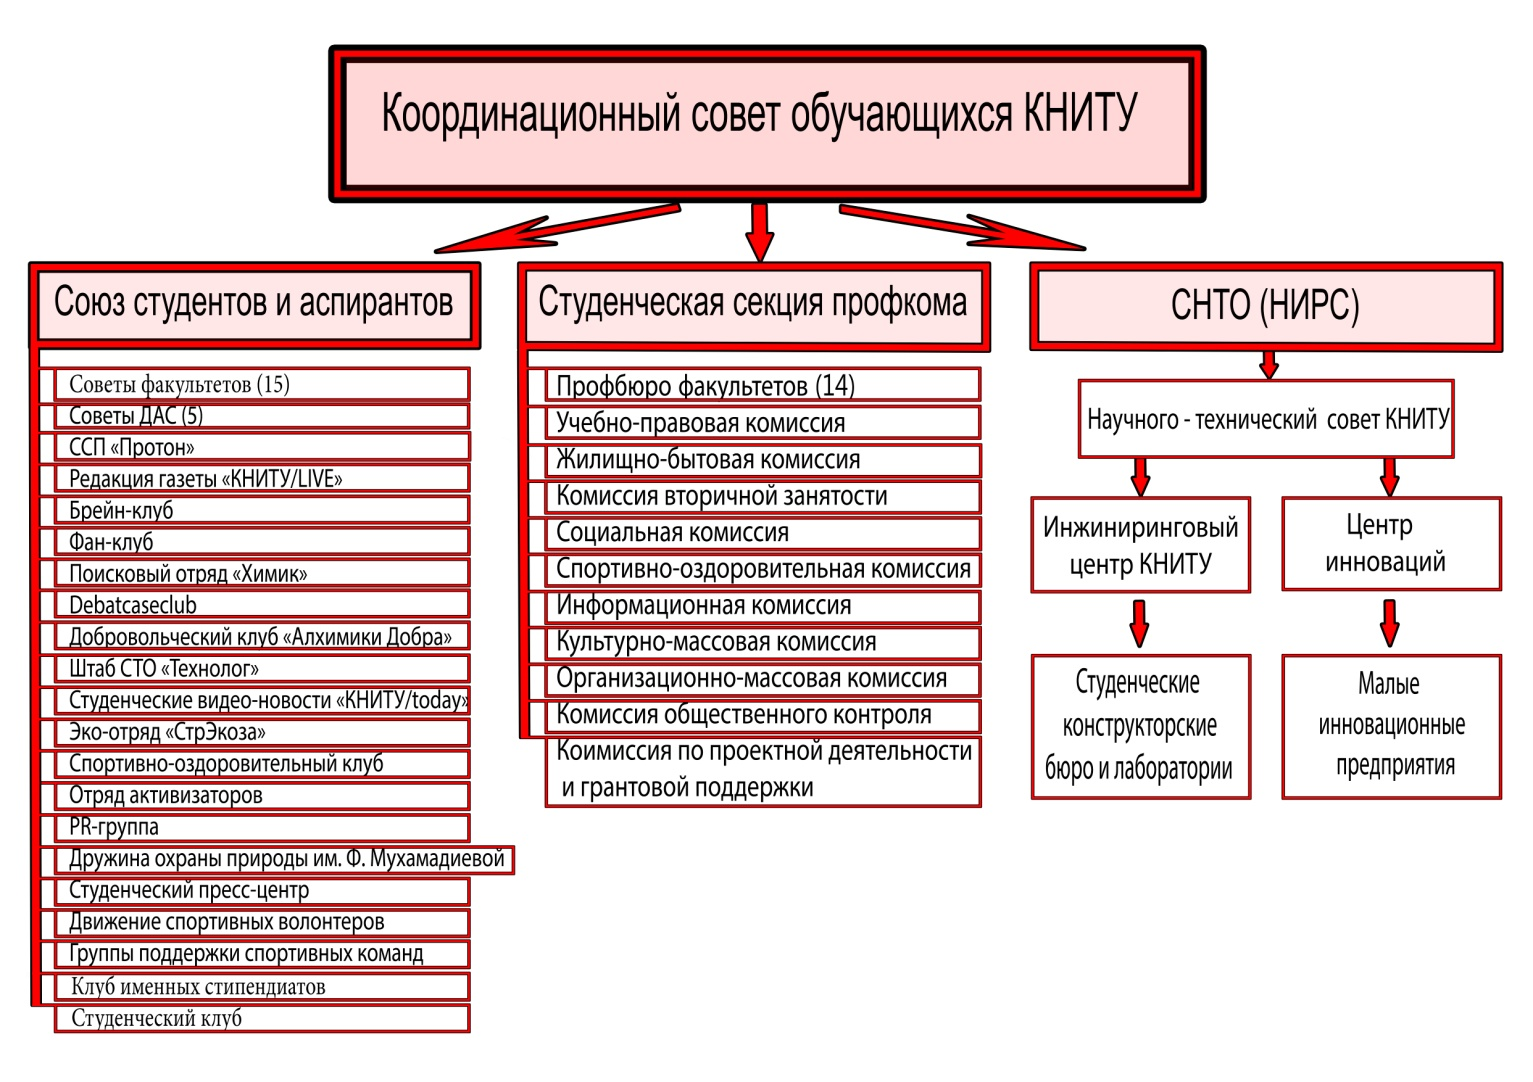 Координационный совет обучающихся КНИТУ
Союз студентов и аспирантов
Советы факультетов (15)
Советы ДАС (5)
ССП «Протон»
Редакция газеты «КНИТУ/LIVE»
Брейн-клуб
Фан-клуб
Поисковый отряд «Химик»
Debatcaseclub
Добровольческий клуб «Алхимики Добра»
Штаб СТО «Технолог»
Студенческие видео-новости «КНИТУ/today»
Эко-отряд «СтрЭкоза»
Спортивно-оздоровительный клуб
Отряд активизаторов
PR-группа
Дружина охраны природы им. Ф. Мухамадиевой
Студенческий пресс-центр
Движение спортивных волонтеров
Группы поддержки спортивных команд
Клуб именных стипендиатов
Студенческий клуб
Студенческая секция профкома
Профбюро факультетов (14)
Учебно-правовая комиссия
Жилищно-бытовая комиссия
Комиссия вторичной занятости
Социальная комиссия
Спортивно-оздоровительная комиссия
Информационная комиссия
Культурно-массовая комиссия
Организационно-массовая комиссия
Комиссия общественного контроля
Коимиссия по проектной деятельности
и грантовой поддержки
СНТО (НИРС)
Научного - технический совет КНИТУ
Инжиниринговый
центр КНИТУ
Центр
инноваций
Студенческие
конструкторские
бюро и лаборатории
Малые
инновационные
предприятия